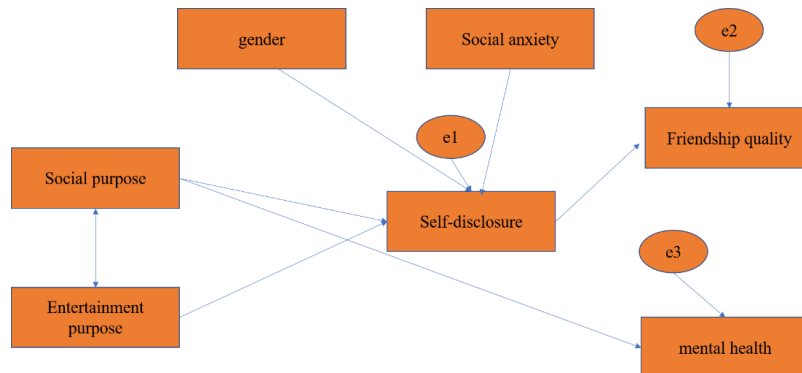 gender
Social anxiety
e2
e1
Friendship quality
Social purpose
Self-disclosure
e3
Entertainment
purpose
mental health